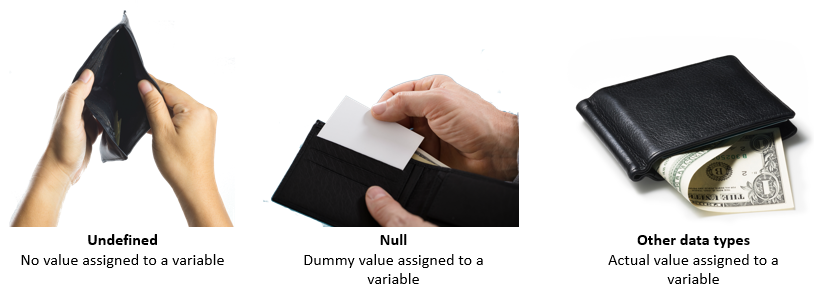 Undefined
No value assigned to a variable
Null
Dummy value assigned to a
variable
Other data types
Actual value assigned to a
variable